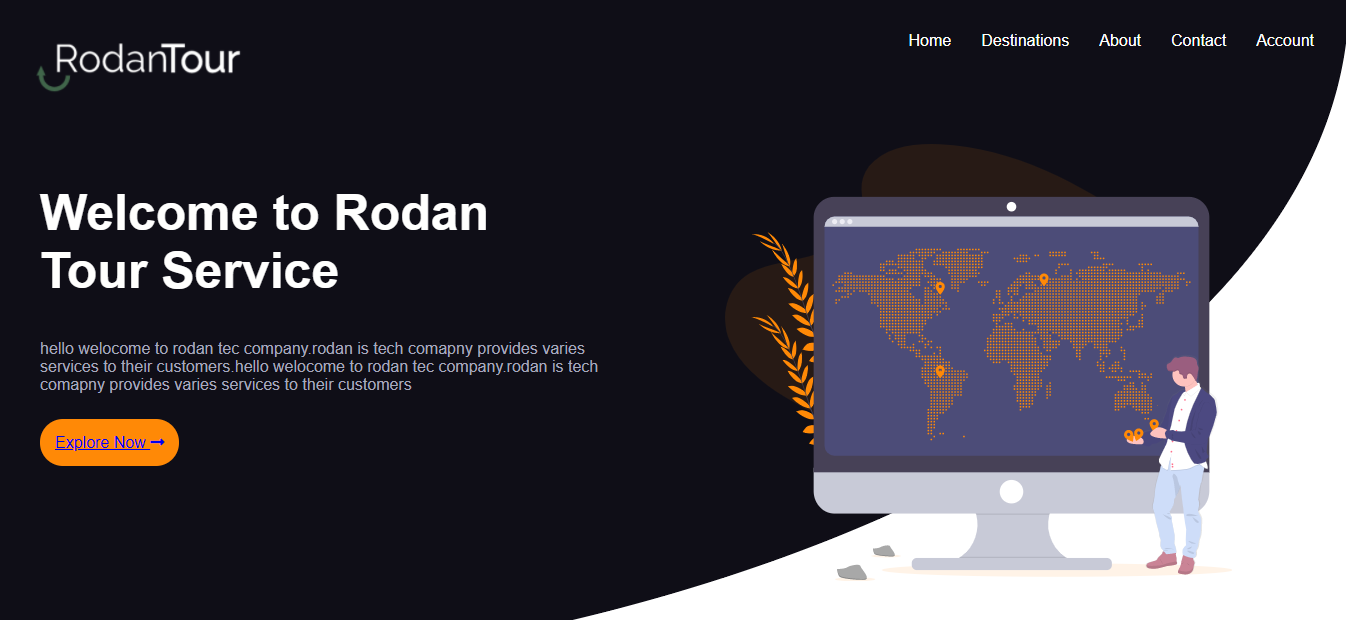 RodanTour
Home Destinations About Contact Account
Welcome to Rodan
Tour Service
hello welocome to rodan tec company.rodan is tech comapny provides varies
services to their customers.hello welocome to rodan tec company.rodan is tech
comapny provides varies services to their customers
Explore Now